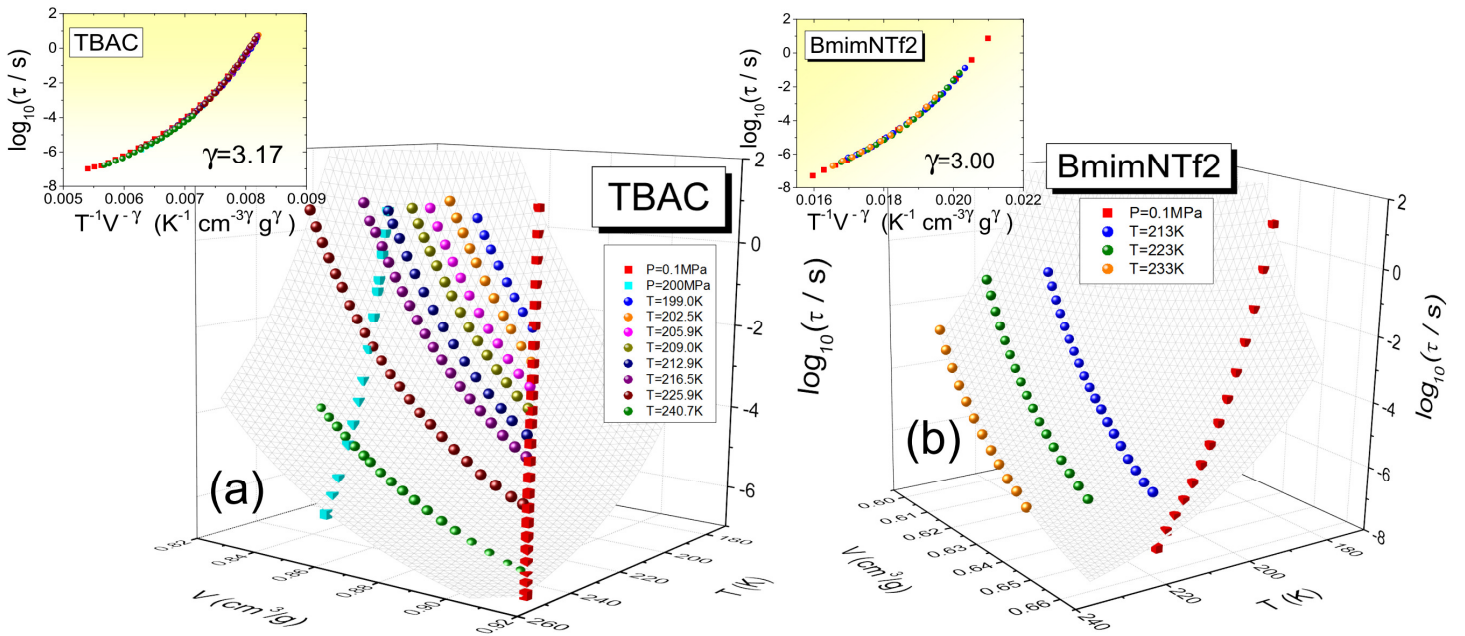 2
0
-2
-4
-6
-8
log10(τ / s)
TBAC
γ=3.17
0.005
0.006
0.007
0.008
0.009
T⁻¹V⁻ᵞ (K⁻¹ cm⁻³ᵞ gᵞ)
TBAC
P=0.1MPa
P=200MPa
T=199.0K
T=202.5K
T=205.9K
T=209.0K
T=212.9K
T=216.5K
T=225.9K
T=240.7K
2
0
-2
-4
-6
(a)
0.82
0.84
0.86
0.88
0.90
0.92
V (cm³/g)
180
200
220
240
260
T (K)
2
0
-2
-4
-6
-8
log10(τ / s)
BmimNTf2
γ=3.00
0.016
0.018
0.020
0.022
T⁻¹V⁻ᵞ (K⁻¹ cm⁻³ᵞ gᵞ)
BmimNTf2
P=0.1MPa
T=213K
T=223K
T=233K
log10(τ / s)
2
0
-2
-4
-6
-8
log10(τ / s)
(b)
0.60
0.61
0.62
0.63
0.64
0.65
0.66
V (cm³/g)
180
200
220
240
T (K)